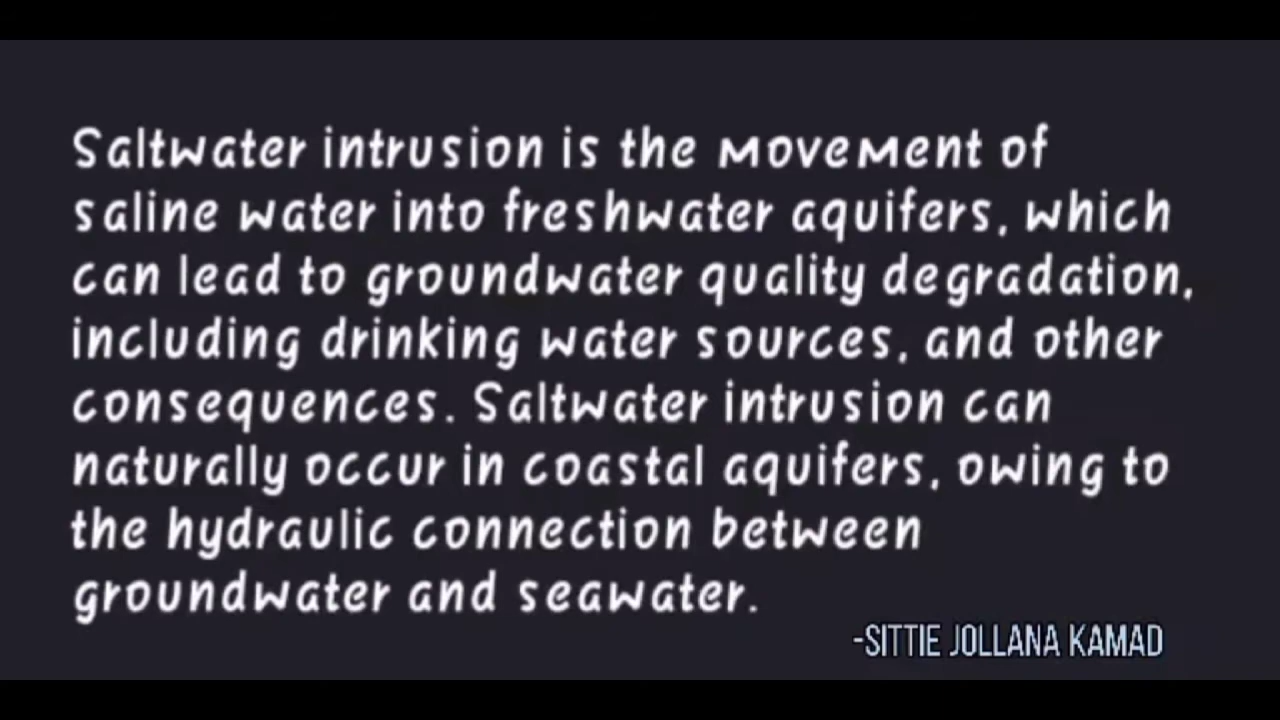 Saltwater intrusion is the movement of
saline water into freshwater aquifers, which
can lead to groundwater quality degradation,
including drinking water sources, and other
consequences. Saltwater intrusion can
naturally occur in coastal aquifers, owing to
the hydraulic connection between
groundwater and seawater.
-SITTIE JOLLANA KAMAD